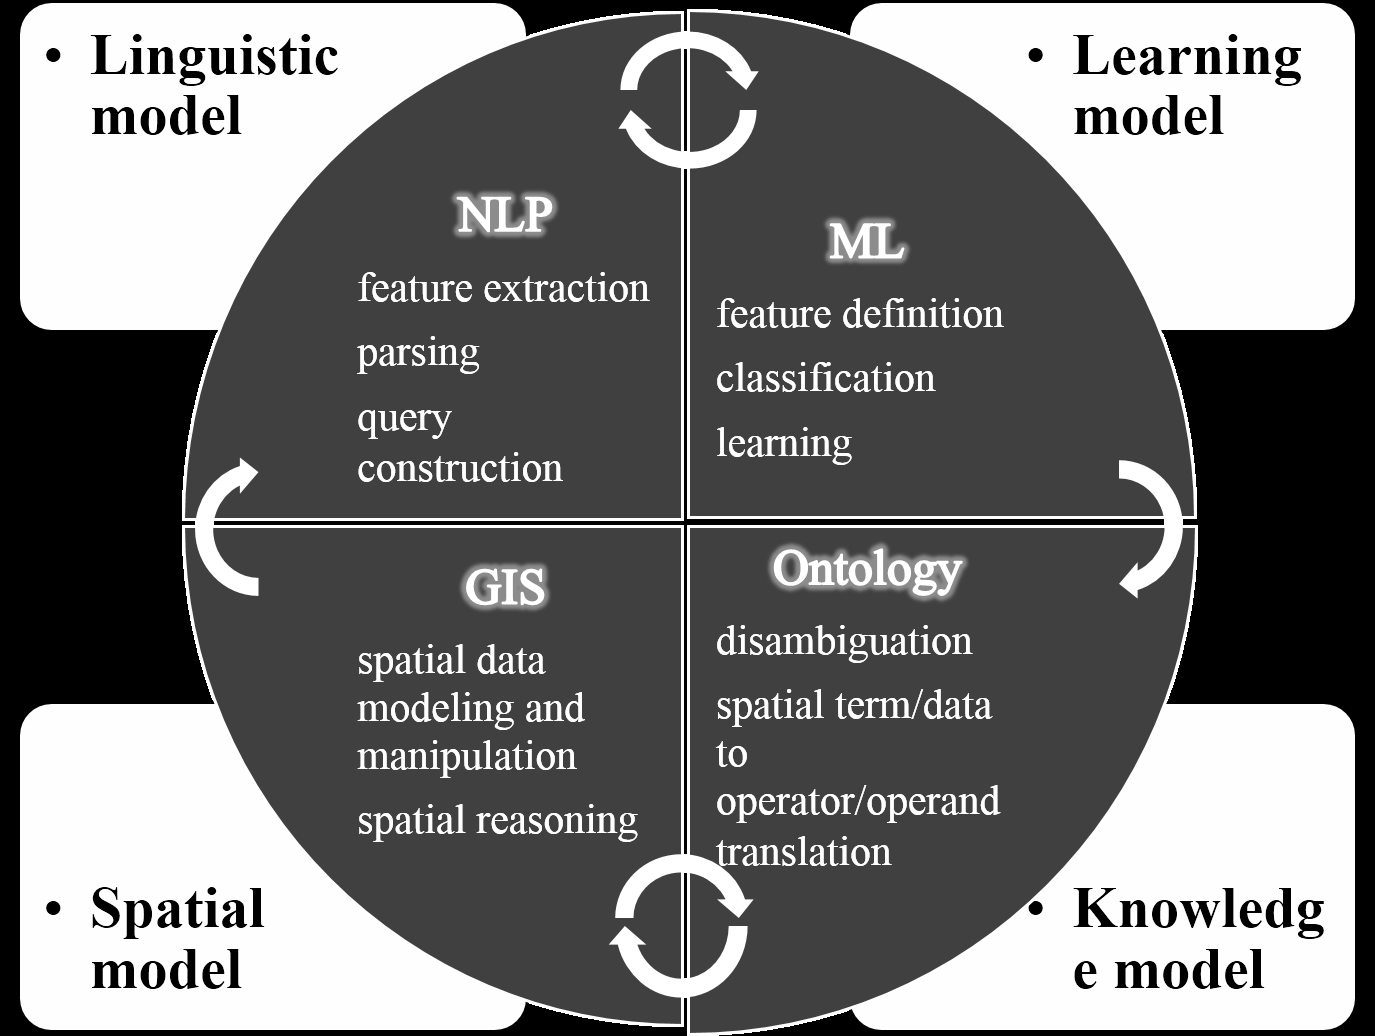 • Linguistic
model
• Learning
model
NLP
feature extraction
parsing
query
construction
ML
feature definition
classification
learning
GIS
spatial data
modeling and
manipulation
spatial reasoning
Ontology
disambiguation
spatial term/data
to
operator/operand
translation
• Spatial
model
• Knowledg
e model